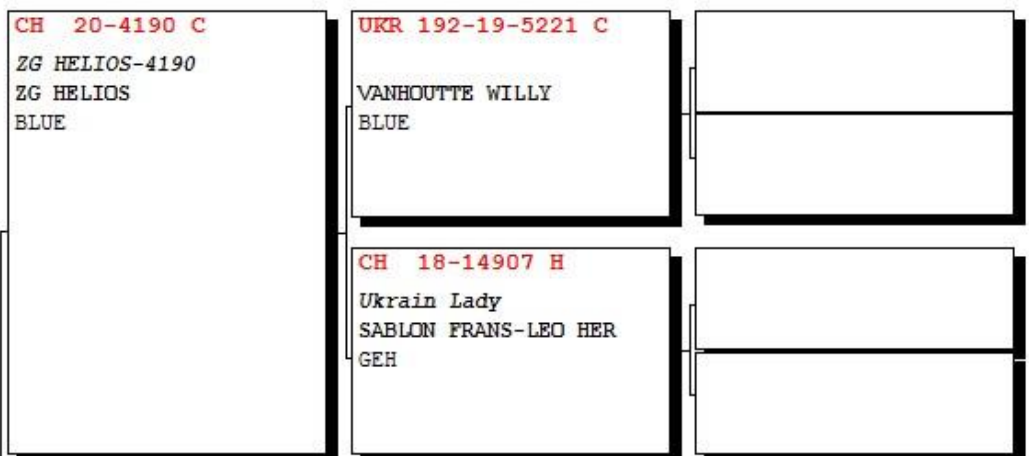 CH  20-4190 C
ZG HELIOS-4190
ZG HELIOS
BLUE
UKR 192-19-5221 C
VANHOUTTE WILLY
BLUE
CH  18-14907 H
Ukrain Lady
SABLON FRANS-LEO HER
GEH